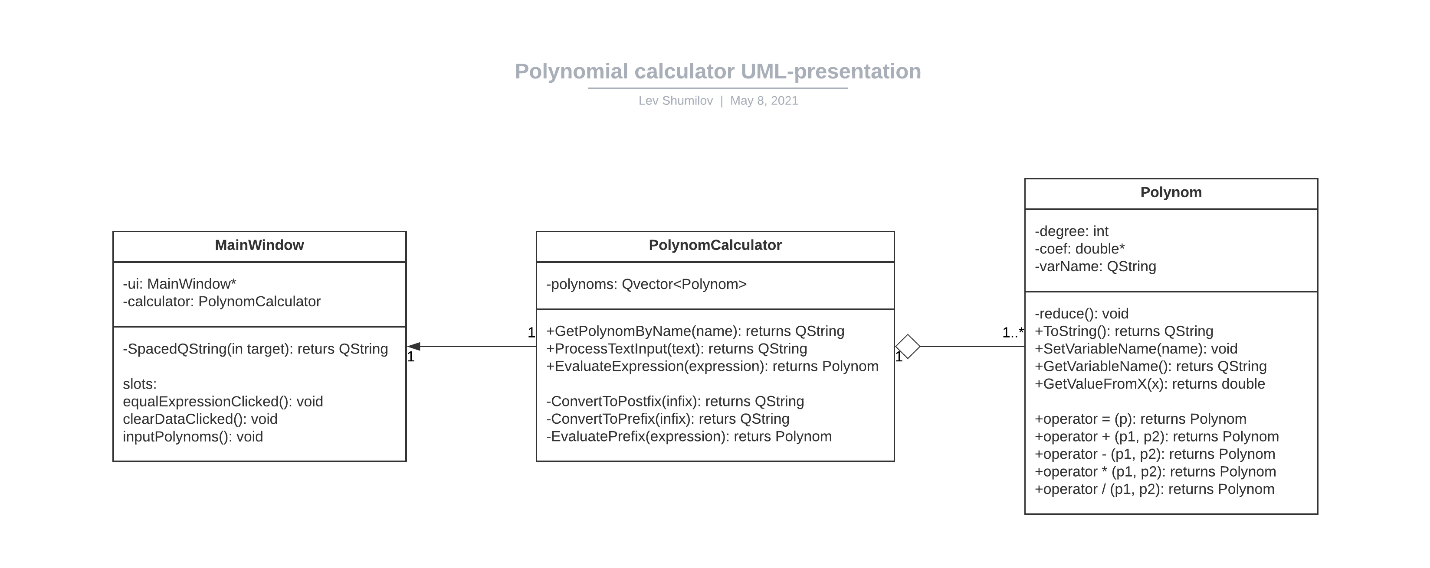 Polynomial calculator UML-presentation
Lev Shumilov | May 8, 2021
MainWindow
-ui: MainWindow*
-calculator: PolynomCalculator
-SpacedQString(in target): returs QString
slots:
equalExpressionClicked(): void
clearDataClicked(): void
inputPolynoms(): void
1
1
PolynomCalculator
-polynoms: Qvector<Polynom>
+GetPolynomByName(name): returns QString
+ProcessTextInput(text): returns QString
+EvaluateExpression(expression): returns Polynom
-ConvertToPostfix(infix): returns QString
-ConvertToPrefix(infix): returs QString
-EvaluatePrefix(expression): returs Polynom
1
1..*
Polynom
-degree: int
-coef: double*
-varName: QString
-reduce(): void
+ToString(): returns QString
+SetVariableName(name): void
+GetVariableName(): returs QString
+GetValueFromX(x): returns double
+operator = (p): returns Polynom
+operator + (p1, p2): returns Polynom
+operator - (p1, p2): returns Polynom
+operator * (p1, p2): returns Polynom
+operator / (p1, p2): returns Polynom